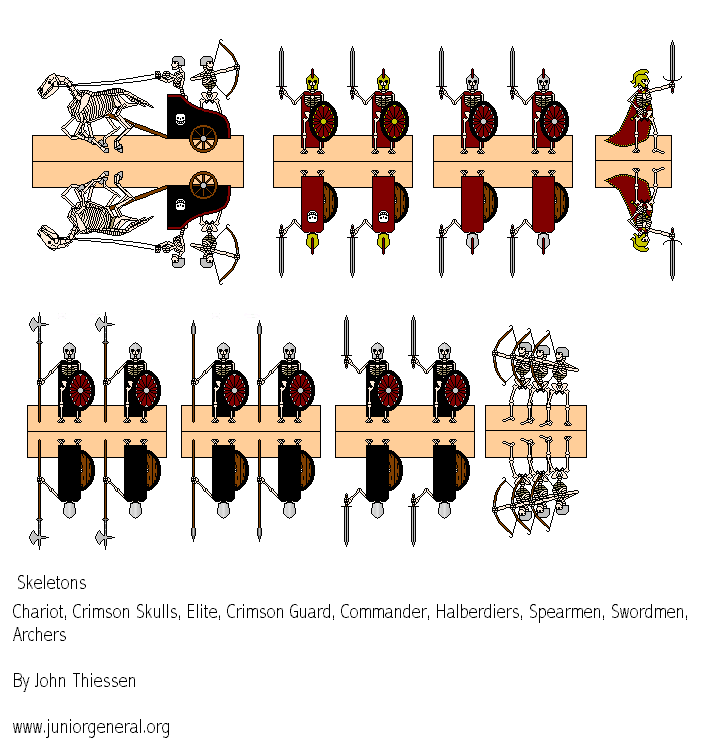 Skeletons
Chariot, Crimson Skulls, Elite, Crimson Guard, Commander, Halberdiers, Spearmen, Swordmen,
Archers
By John Thiessen
www.juniorgeneral.org